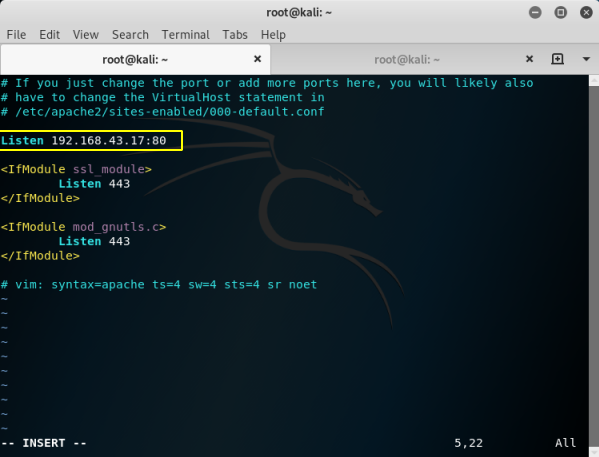 root@kali: ~
File Edit View Search Terminal Tabs Help
root@kali: ~ × root@kali: ~ ×
# If you just change the port or add more ports here, you will likely also
# have to change the VirtualHost statement in
# /etc/apache2/sites-enabled/000-default.conf
Listen 192.168.43.17:80
<IfModule ssl_module>
        Listen 443
</IfModule>
<IfModule mod_gnutls.c>
        Listen 443
</IfModule>
# vim: syntax=apache ts=4 sw=4 sts=4 sr noet
~
~
~
~
~
~
~
~
~
~
-- INSERT -- 5,22 All